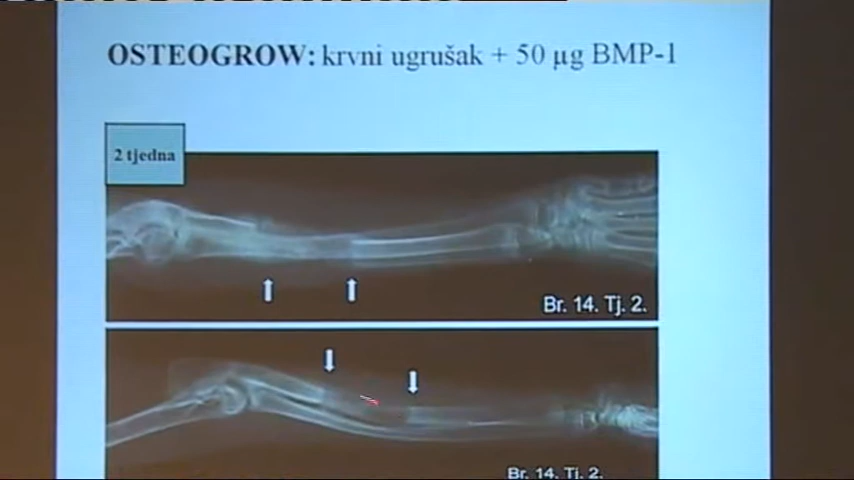 OSTEOGROW: krvni ugrušak + 50 µg BMP-1
2 tjedna
Br. 14. Tj. 2.
Br. 14. Tj. 2.